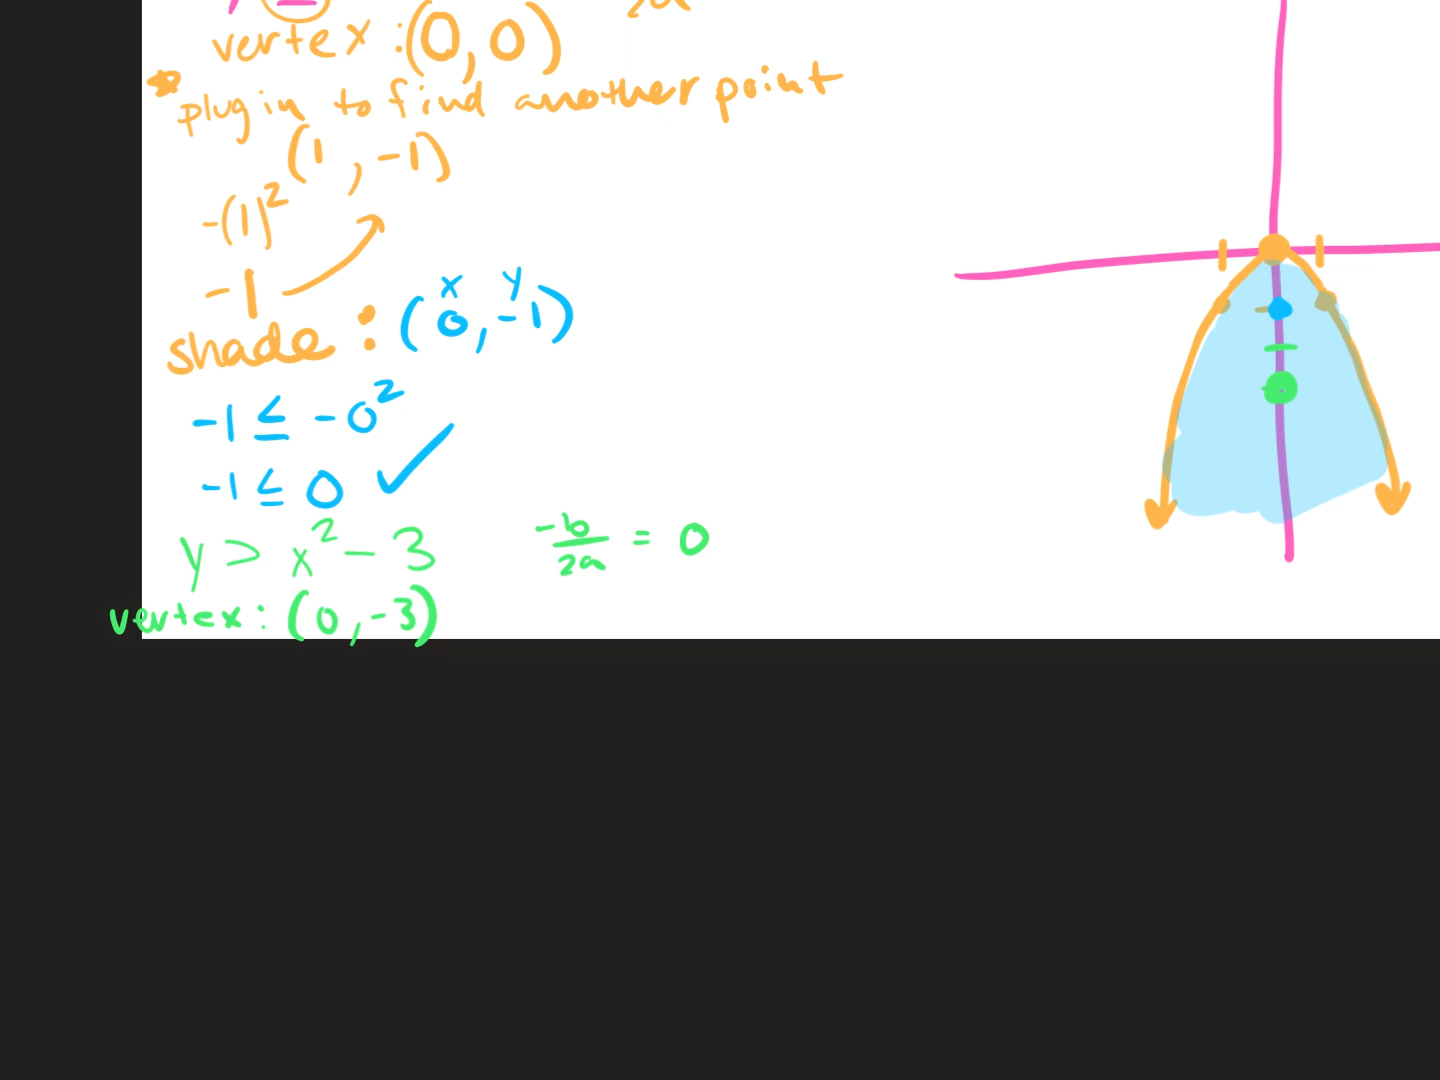 vertex : (0, 0)
* plug in to find another point
(1, -1)
-(1)²
-1
x y
shade : (0, -1)
-1 ≤ -0²
-1 ≤ 0 ✓
y > x² - 3 -b/2a = 0
vertex: (0, -3)